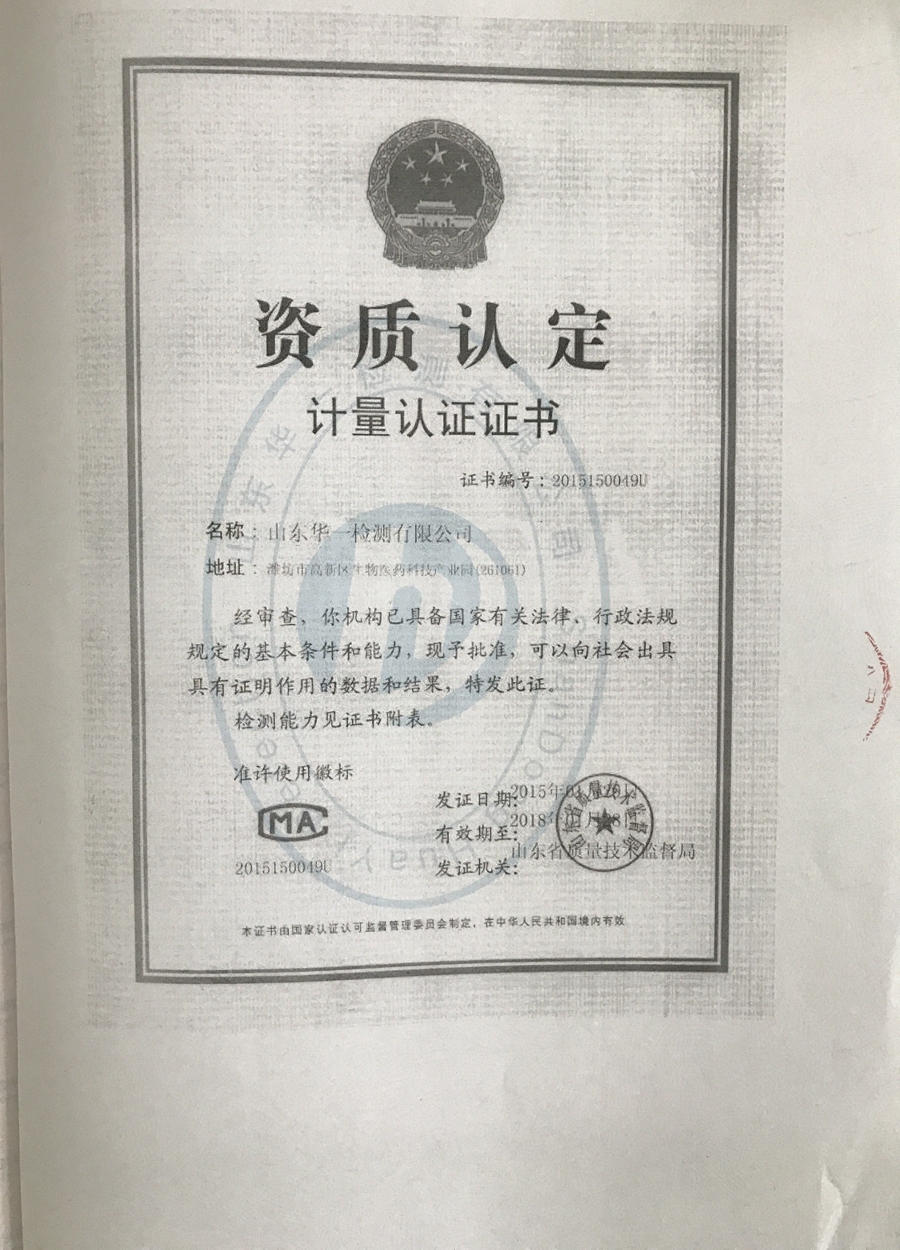 资质认定
计量认证证书
证书编号：2015150049U
名称：山东华一检测有限公司
地址：潍坊市高新区生物医药科技产业园(261061)
经审查，你机构已具备国家有关法律、行政法规
规定的基本条件和能力，现予批准，可以向社会出具
具有证明作用的数据和结果，特发此证。
检测能力见证书附表。
准许使用徽标
MA
2015150049U
发证日期：2015年01月
有效期至：2018年
发证机关：山东省质量技术监督局
本证书由国家认证认可监督管理委员会制定，在中华人民共和国境内有效